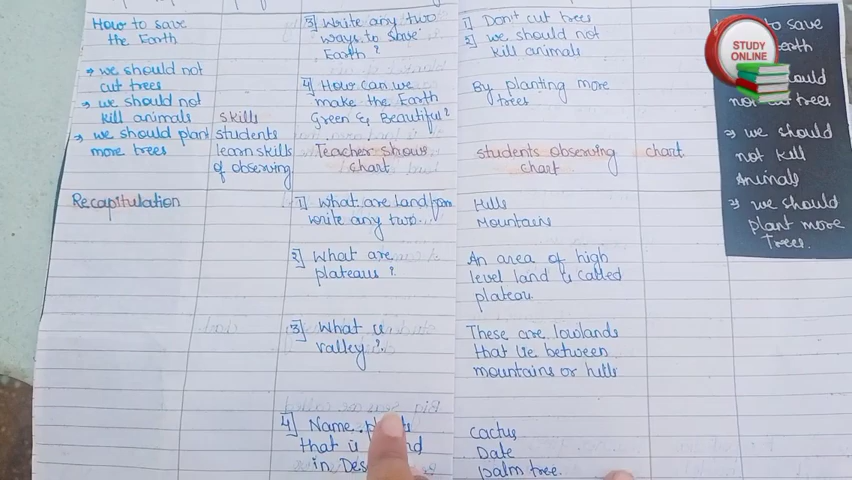 How to save
the Earth
→ we should not
cut trees
→ we should not
kill animals
→ we should plant
more trees
skills
students
learn skills
of observing
3] Write any two
ways to save
Earth?
4] How can we
make the Earth
Green & Beautiful?
Teacher shows
chart
1] Don't cut trees
2] we should not
kill animals
By planting more
trees
students observing
chart.
chart
to save
→ we should
not kill
Animals
→ we should
plant more
Trees.
STUDY
ONLINE
Recapitulation
1] What are land form
write any two...
Hills
Mountains
2] What are
plateaus?
An area of high
level land is called
plateau
3] What is
valley?
These are lowlands
that lie between
mountains or hills
4] Name
that is
in
Cactus
Date
palm tree.